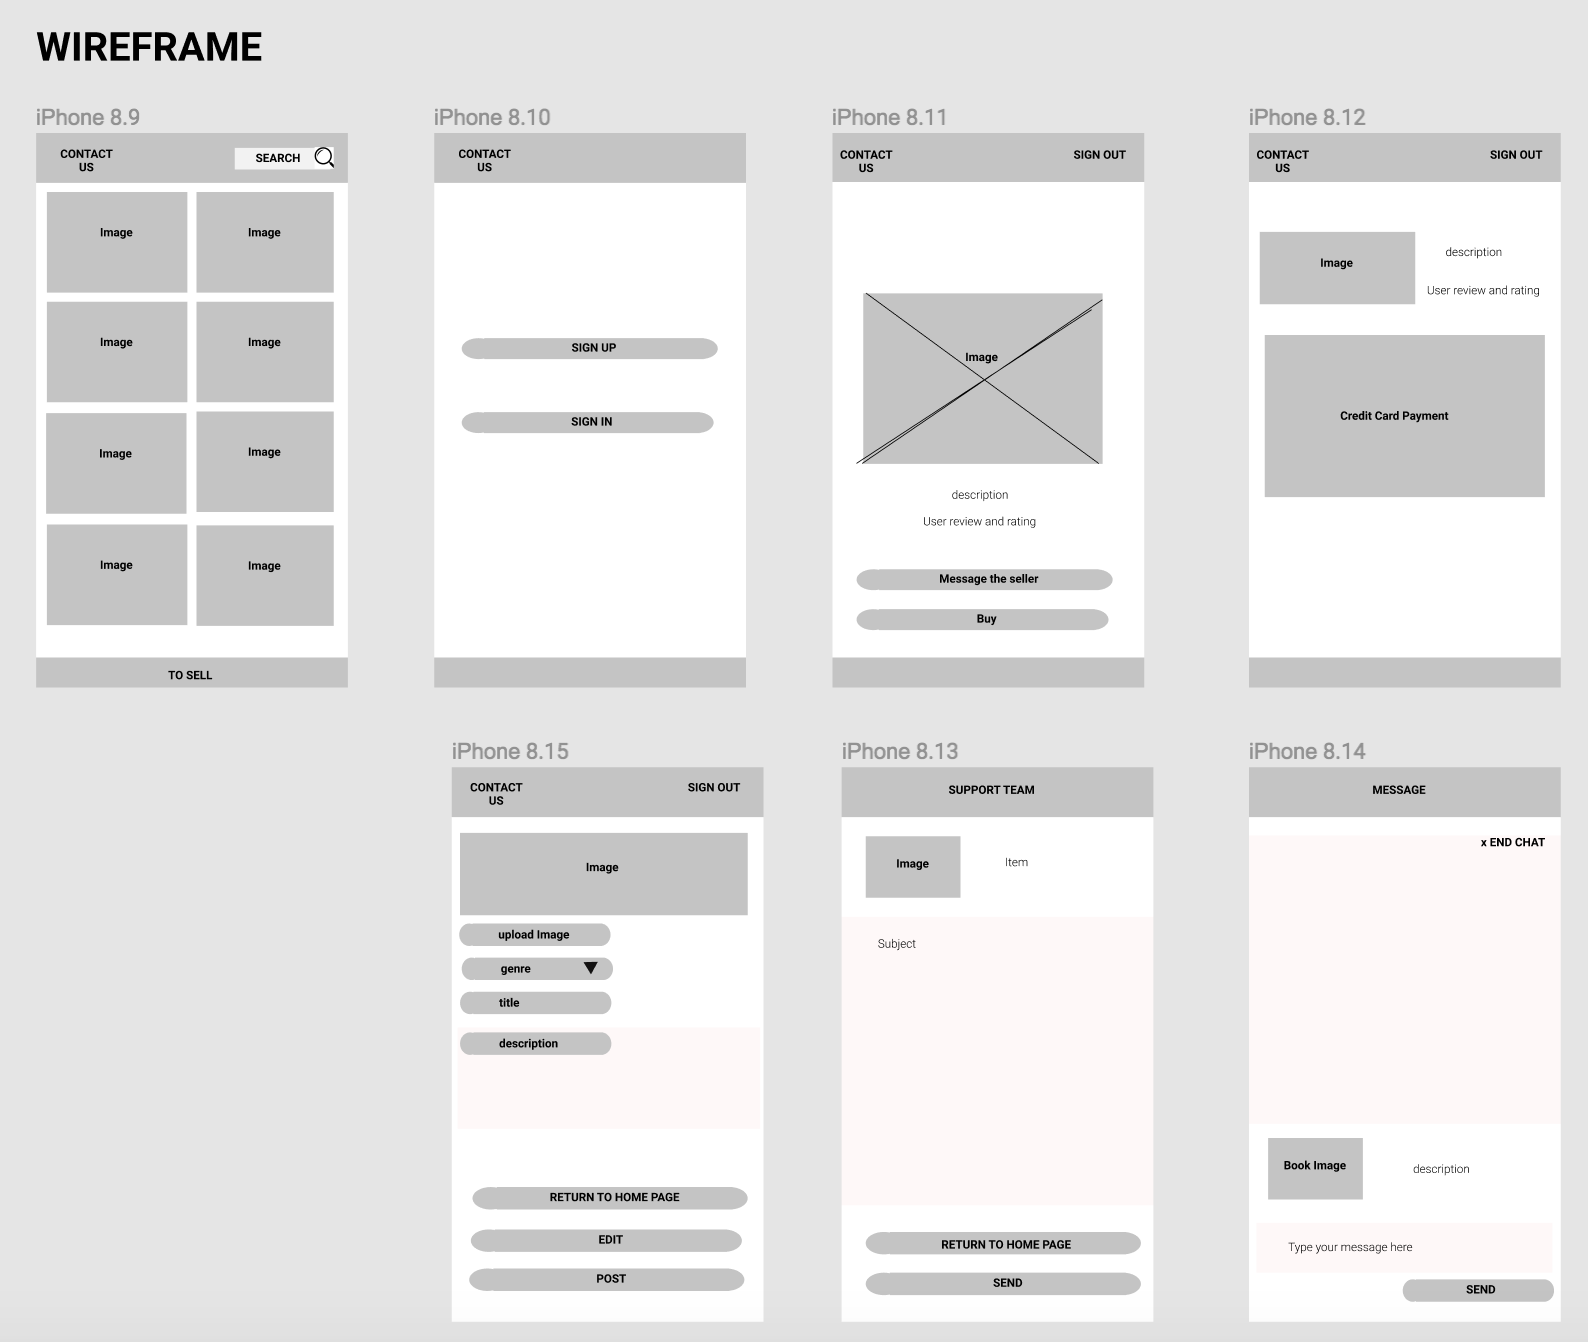 WIREFRAME
iPhone 8.9
CONTACT
US
SEARCH
Image
Image
Image
Image
Image
Image
Image
Image
TO SELL
iPhone 8.10
CONTACT
US
SIGN UP
SIGN IN
iPhone 8.11
CONTACT
US
SIGN OUT
Image
description
User review and rating
Message the seller
Buy
iPhone 8.12
CONTACT
US
SIGN OUT
Image
description
User review and rating
Credit Card Payment
iPhone 8.15
CONTACT
US
SIGN OUT
Image
upload Image
genre
title
description
RETURN TO HOME PAGE
EDIT
POST
iPhone 8.13
SUPPORT TEAM
Image
Item
Subject
RETURN TO HOME PAGE
SEND
iPhone 8.14
MESSAGE
x END CHAT
Book Image
description
Type your message here
SEND